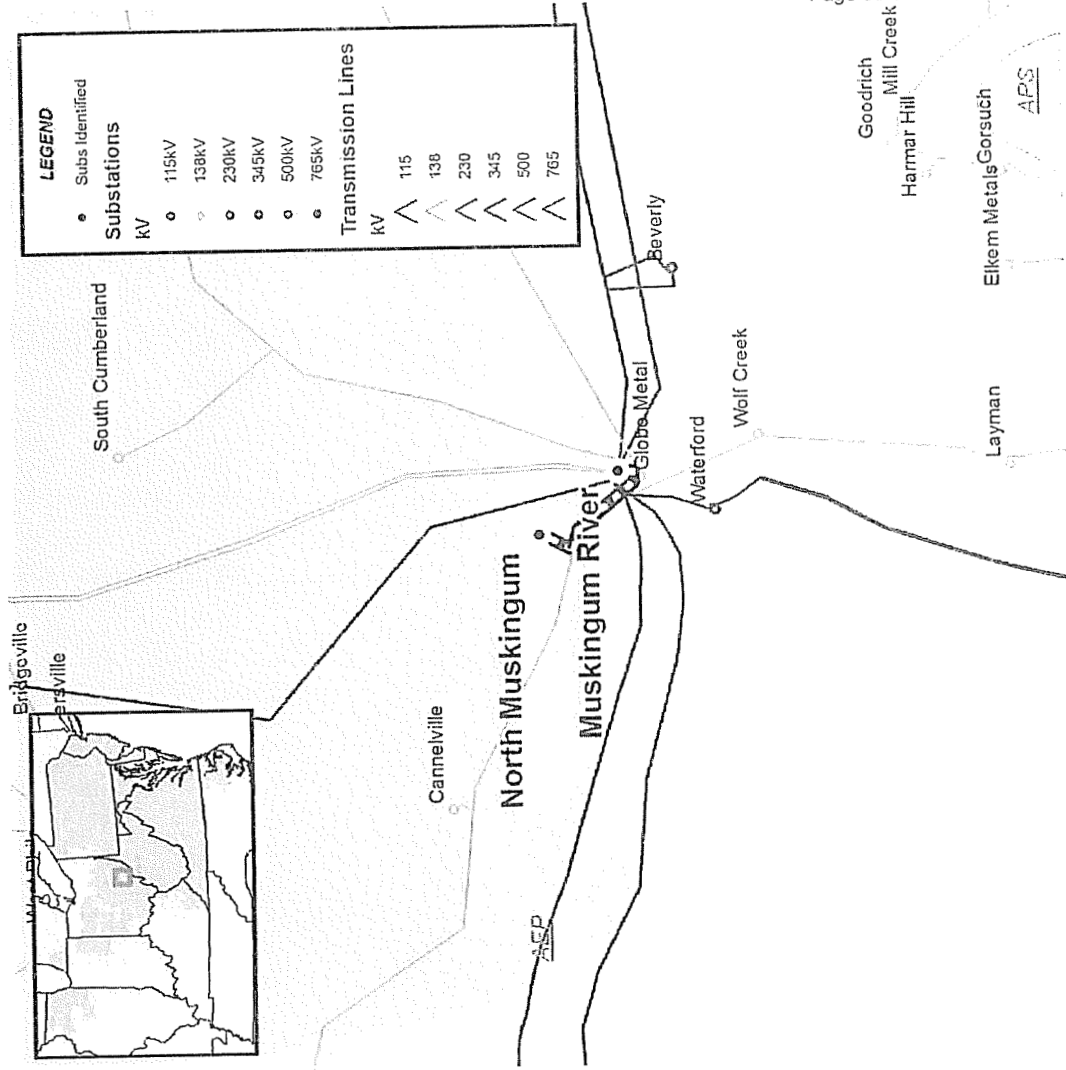 LEGEND
Subs Identified
Substations
kV
115kV
138kV
230kV
345kV
500kV
765kV
Transmission Lines
kV
115
138
230
345
500
765
Bridgeville
ersville
South Cumberland
Cannelville
North Muskingum
Muskingum River
Globe Metal
Beverly
Waterford
Wolf Creek
Layman
AEP
Goodrich
Mill Creek
Harmar Hill
Elkem Metals
Gorsuch
APS